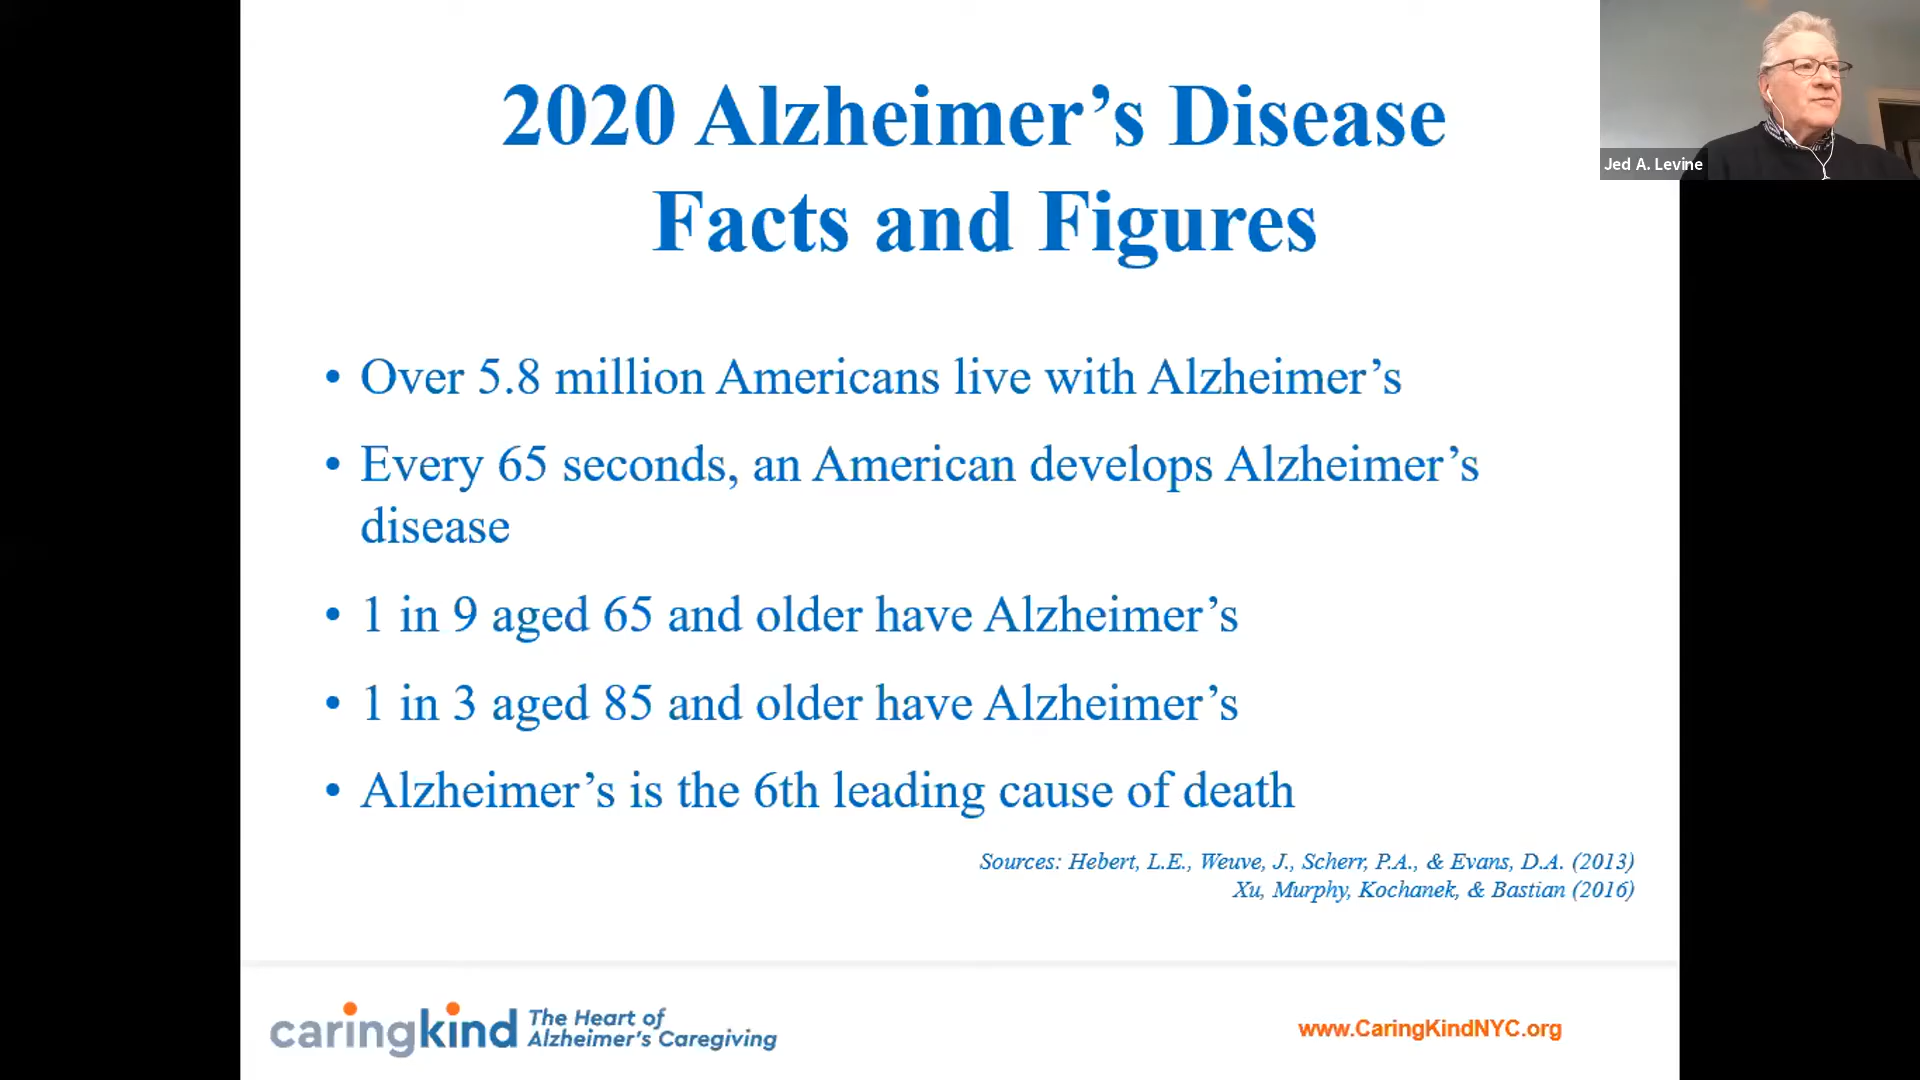 2020 Alzheimer’s Disease
Facts and Figures
Jed A. Levine
• Over 5.8 million Americans live with Alzheimer’s
• Every 65 seconds, an American develops Alzheimer’s
disease
• 1 in 9 aged 65 and older have Alzheimer’s
• 1 in 3 aged 85 and older have Alzheimer’s
• Alzheimer’s is the 6th leading cause of death
Sources: Hebert, L.E., Weuve, J., Scherr, P.A., & Evans, D.A. (2013)
Xu, Murphy, Kochanek, & Bastian (2016)
caringkind
The Heart of
Alzheimer’s Caregiving
www.CaringKindNYC.org